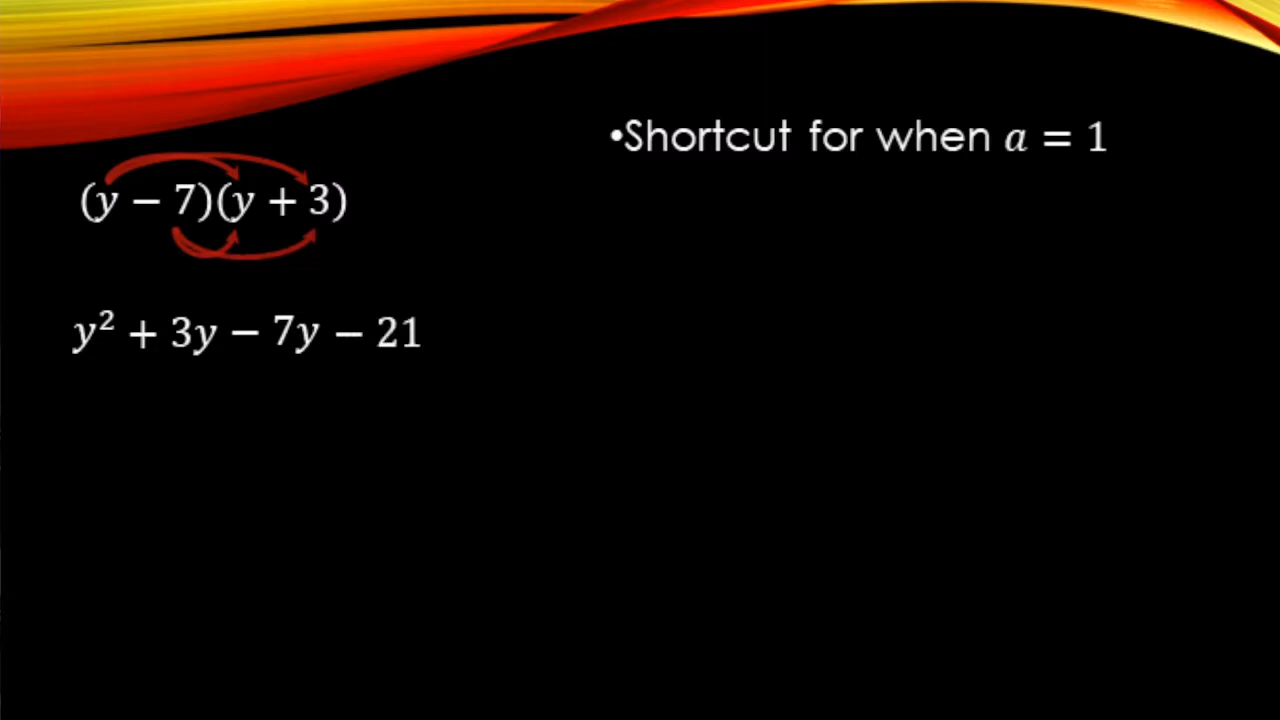 •Shortcut for when 𝑎 = 1
(𝑦 − 7)(𝑦 + 3)
𝑦² + 3𝑦 − 7𝑦 − 21